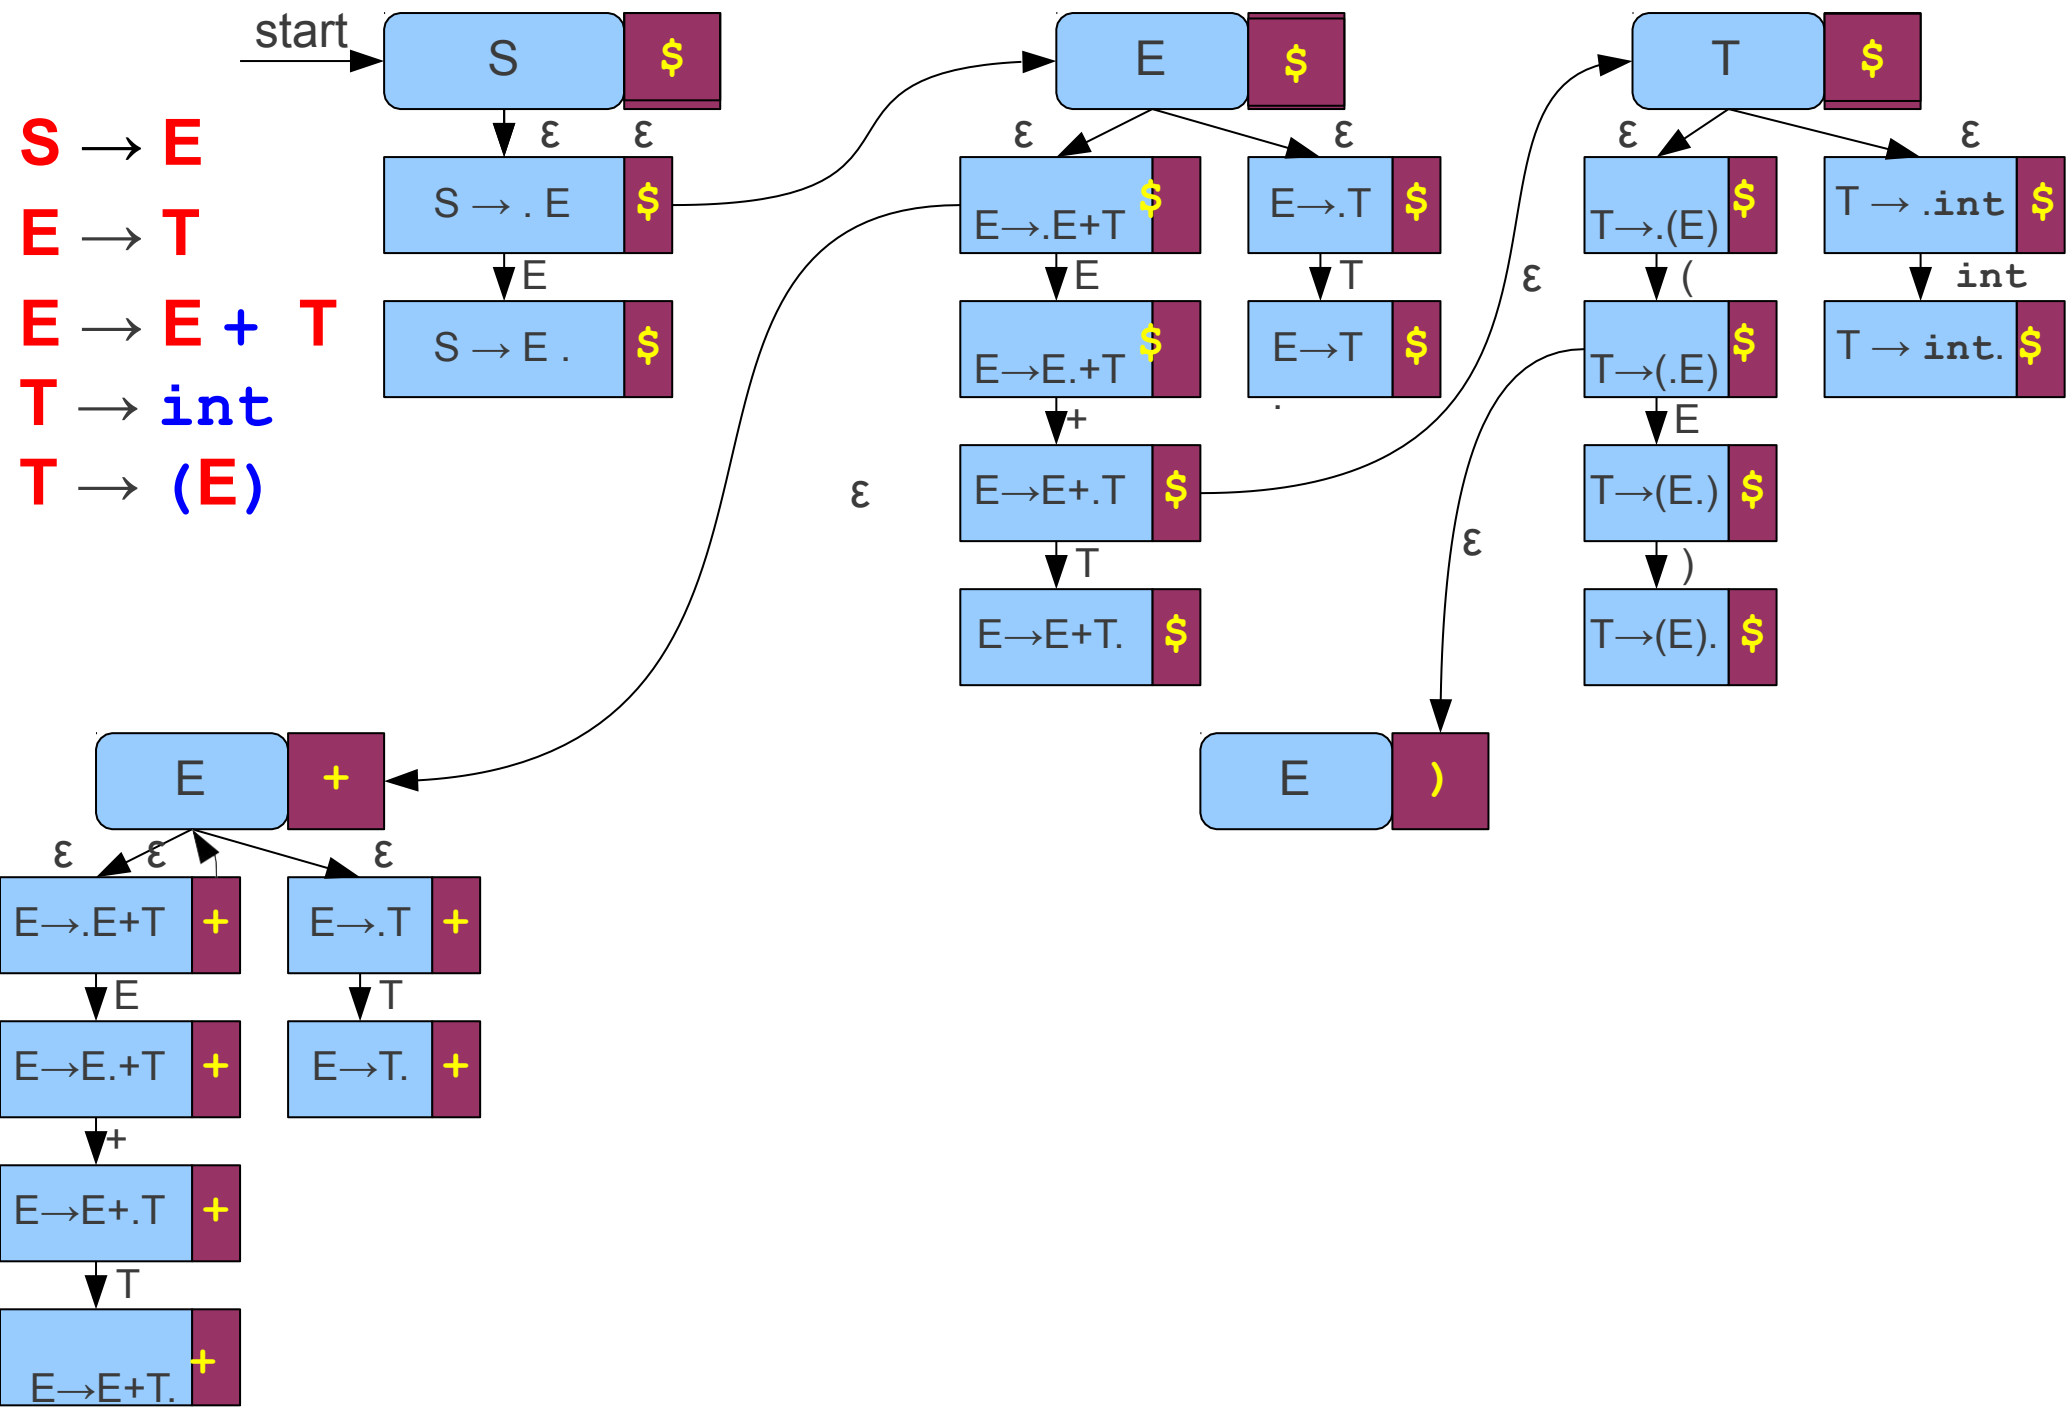 start
S $
E $
T $
S → E
E → T
E → E + T
T → int
T → (E)
ε ε
ε ε
ε ε
S → . E $
E→.E+T $
E→.T $
T→.(E) $
T → .int $
E
E
T
ε
(
int
S → E . $
E→E.+T $
E→T
. $
T→(.E) $
T → int. $
+
E
ε
E→E+.T $
T→(E.) $
T
ε
)
E→E+T. $
T→(E). $
E +
E )
ε ε ε
E→.E+T +
E→.T +
E
T
E→E.+T +
E→T. +
+
E→E+.T +
T
E→E+T. +